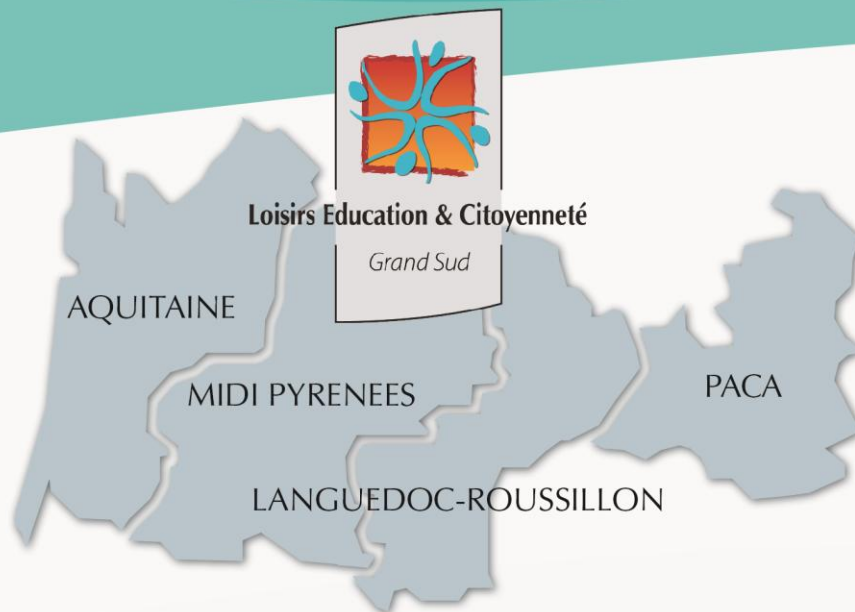 Loisirs Education & Citoyenneté
Grand Sud
AQUITAINE
MIDI PYRENEES
PACA
LANGUEDOC-ROUSSILLON